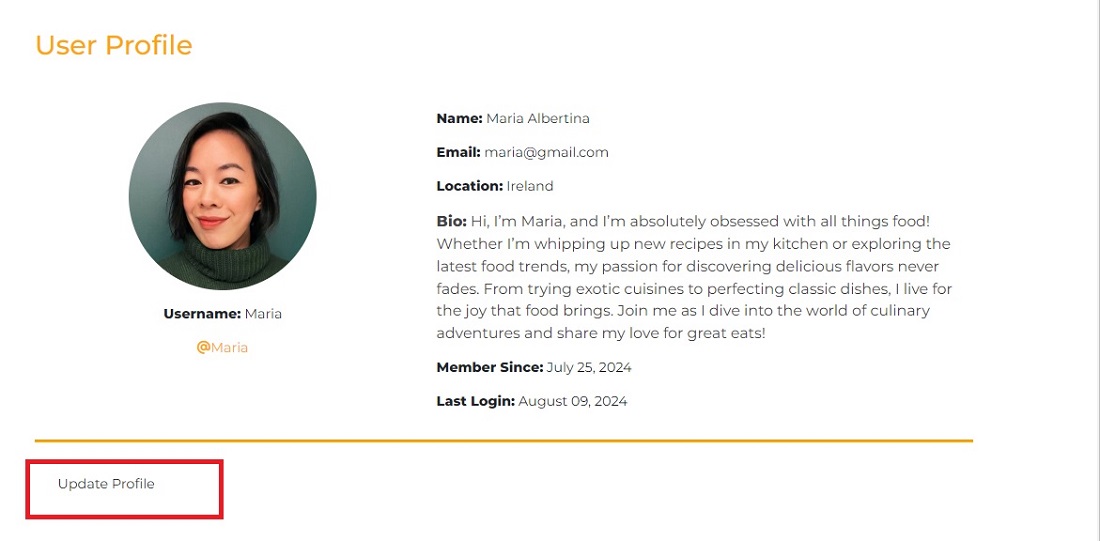 User Profile
Name: Maria Albertina
Email: maria@gmail.com
Location: Ireland
Bio: Hi, I'm Maria, and I'm absolutely obsessed with all things food!
Whether I'm whipping up new recipes in my kitchen or exploring the
latest food trends, my passion for discovering delicious flavors never
fades. From trying exotic cuisines to perfecting classic dishes, I live for
the joy that food brings. Join me as I dive into the world of culinary
adventures and share my love for great eats!
Member Since: July 25, 2024
Last Login: August 09, 2024
Username: Maria
@Maria
Update Profile